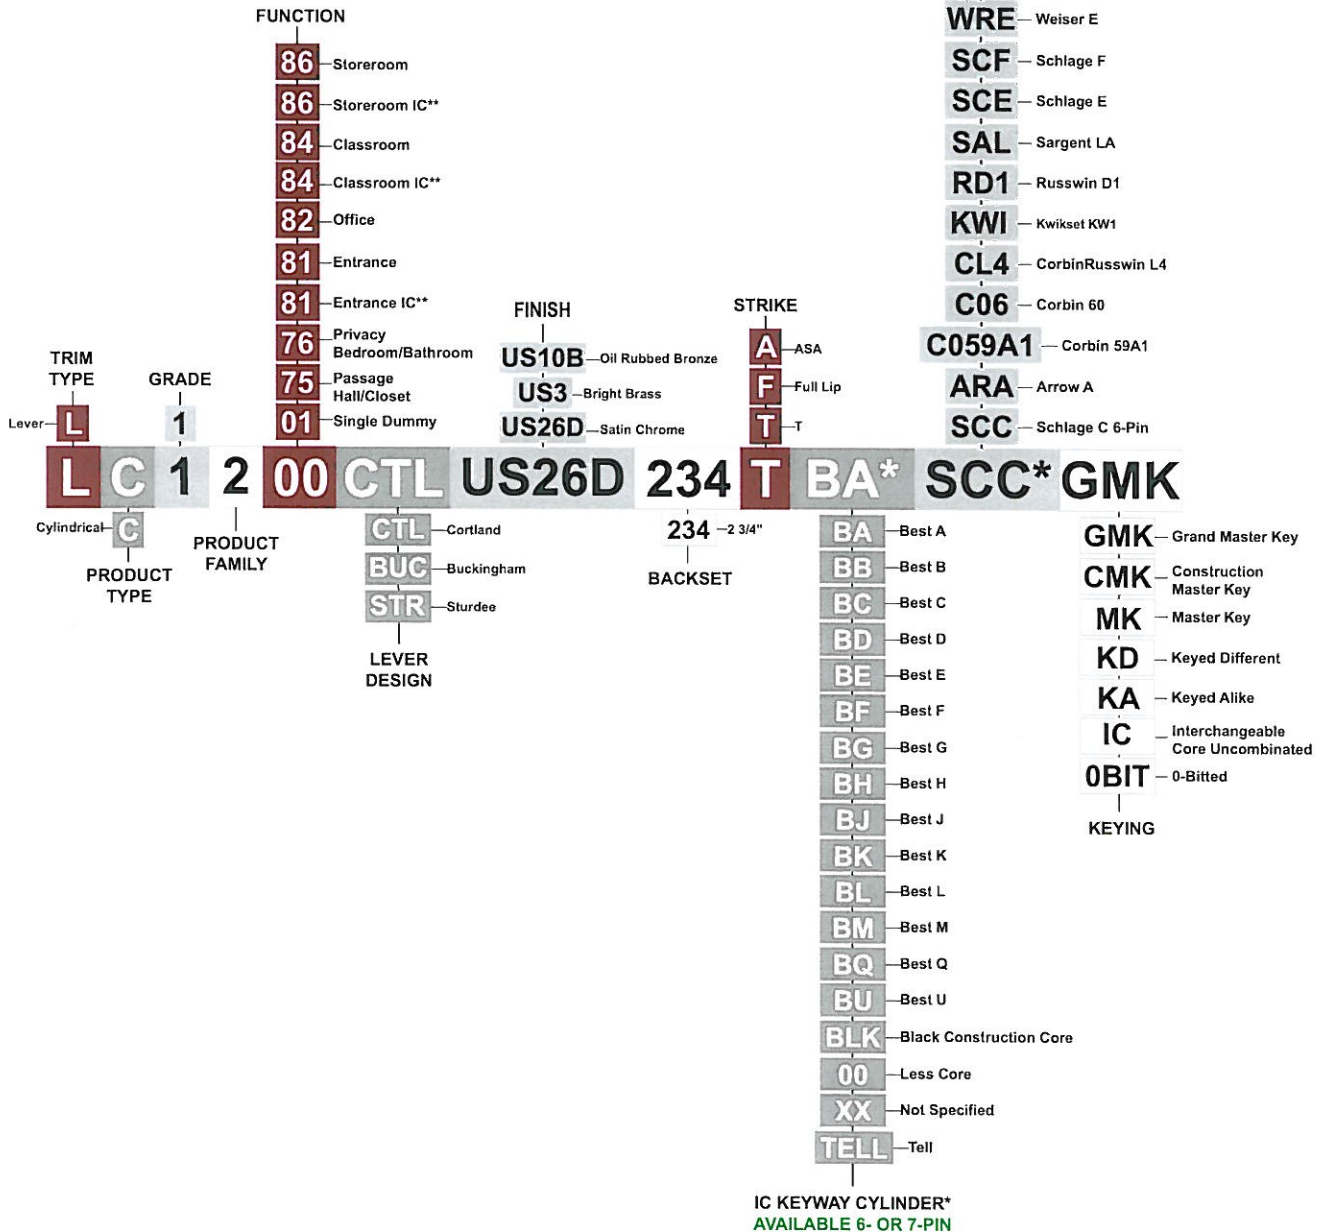 FUNCTION
86 Storeroom
86 Storeroom IC**
84 Classroom
84 Classroom IC**
82 Office
81 Entrance
81 Entrance IC**
76 Privacy
Bedroom/Bathroom
75 Passage
Hall/Closet
01 Single Dummy
TRIM
TYPE
Lever L
GRADE
1
FINISH
US10B Oil Rubbed Bronze
US3 Bright Brass
US26D Satin Chrome
STRIKE
A ASA
F Full Lip
T T
WRE Weiser E
SCF Schlage F
SCE Schlage E
SAL Sargent LA
RD1 Russwin D1
KWI Kwikset KW1
CL4 CorbinRusswin L4
C06 Corbin 60
C059A1 Corbin 59A1
ARA Arrow A
SCC Schlage C 6-Pin
L C 1 2 00 CTL US26D 234 T BA* SCC* GMK
Cylindrical C
PRODUCT
TYPE
PRODUCT
FAMILY
CTL Cortland
BUC Buckingham
STR Sturdee
LEVER
DESIGN
234 2 3/4"
BACKSET
BA Best A
BB Best B
BC Best C
BD Best D
BE Best E
BF Best F
BG Best G
BH Best H
BJ Best J
BK Best K
BL Best L
BM Best M
BQ Best Q
BU Best U
BLK Black Construction Core
00 Less Core
XX Not Specified
TELL Tell
IC KEYWAY CYLINDER*
AVAILABLE 6- OR 7-PIN
GMK Grand Master Key
CMK Construction
Master Key
MK Master Key
KD Keyed Different
KA Keyed Alike
IC Interchangeable
Core Uncombinated
0BIT 0-Bitted
KEYING